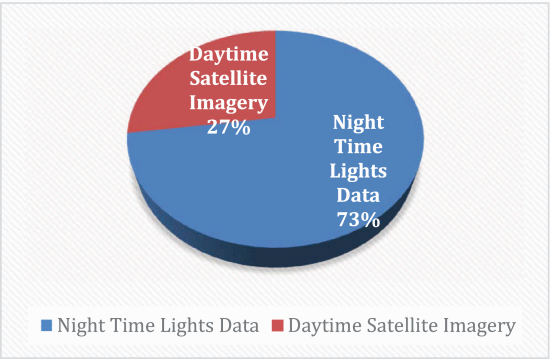 Daytime
Satellite
Imagery
27%
Night
Time
Lights
Data
73%
Night Time Lights Data
Daytime Satellite Imagery